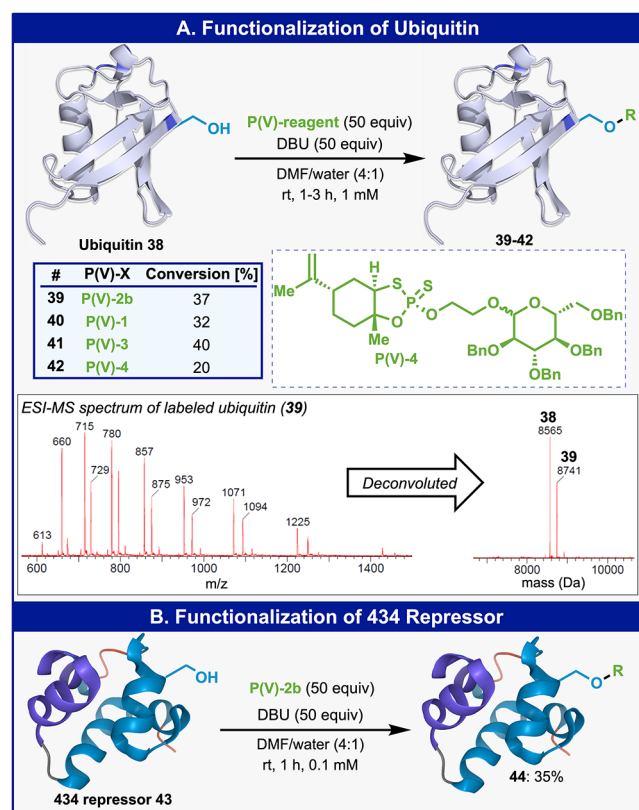 A. Functionalization of Ubiquitin
OH
P(V)-reagent (50 equiv)
DBU (50 equiv)
DMF/water (4:1)
rt, 1-3 h, 1 mM
O
R
Ubiquitin 38
39-42
# P(V)-X Conversion [%]
39 P(V)-2b 37
40 P(V)-1 32
41 P(V)-3 40
42 P(V)-4 20
Me
H
S
S
P
O
O
Me
O
O
OBn
BnO
OBn
OBn
P(V)-4
ESI-MS spectrum of labeled ubiquitin (39)
660
715
729
780
857
875
953
972
1071
1094
1225
613
600 800 1000 1200 1400
m/z
Deconvoluted
38
8565
39
8741
8000 10000
mass (Da)
B. Functionalization of 434 Repressor
OH
P(V)-2b (50 equiv)
DBU (50 equiv)
DMF/water (4:1)
rt, 1 h, 0.1 mM
O
R
434 repressor 43
44: 35%